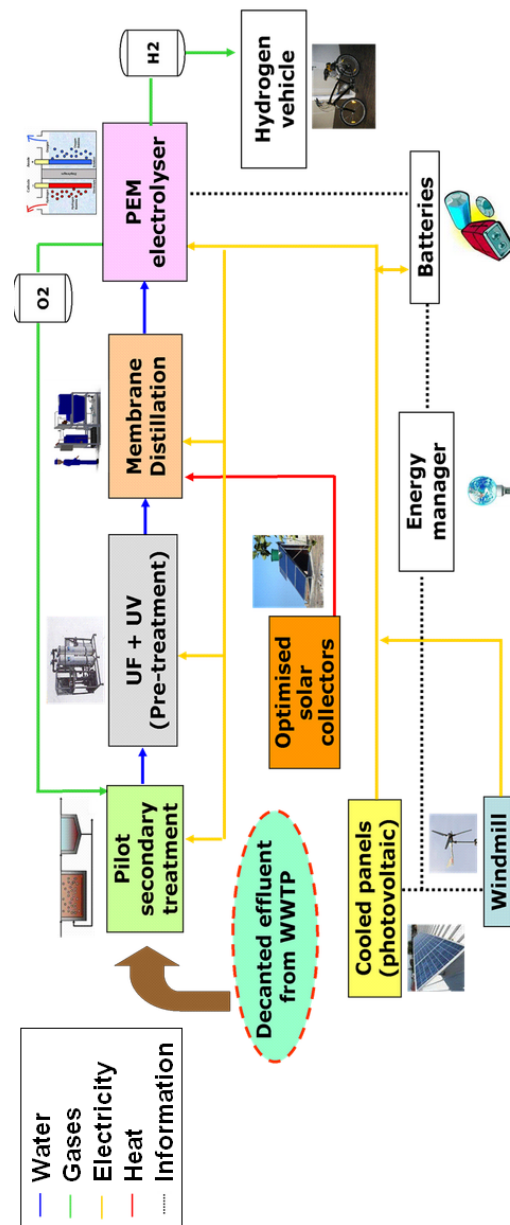 Water
Gases
Electricity
Heat
Information
Decanted effluent
from WWTP
Pilot
secondary
treatment
UF + UV
(Pre-treatment)
Membrane
Distillation
PEM
electrolyser
O2
H2
Hydrogen
vehicle
Optimised
solar
collectors
Cooled panels
(photovoltaic)
Windmill
Energy
manager
Batteries